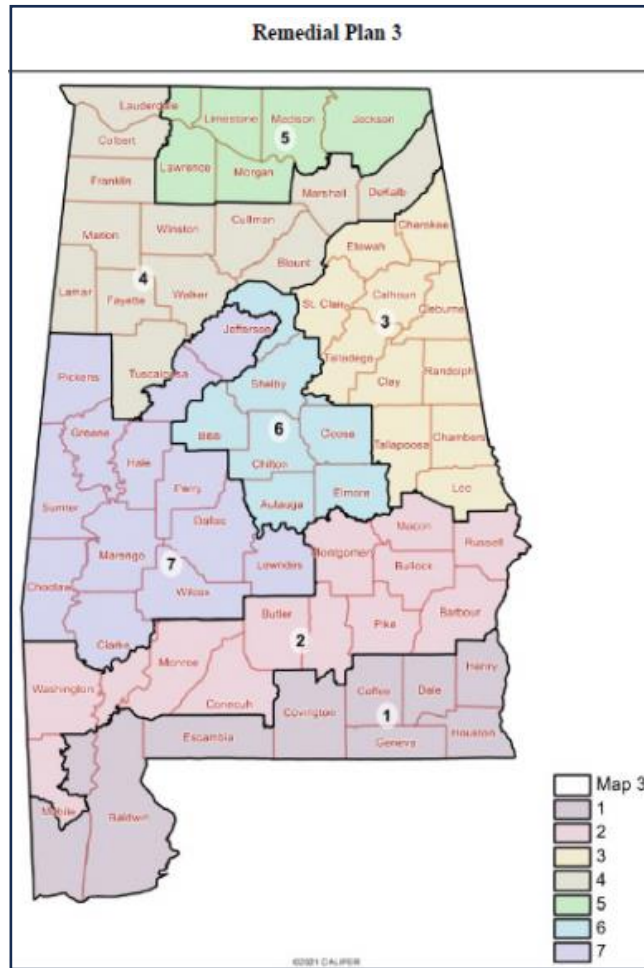 Remedial Plan 3
Lauderdale
Limestone
Madison
Jackson
5
Colbert
Lawrence
Morgan
Franklin
Marshall
DeKalb
Cherokee
Marion
Winston
Cullman
Etowah
Blount
4
Lamar
Fayette
Walker
St. Clair
Calhoun
Cleburne
3
Jefferson
Talladega
Pickens
Tuscaloosa
Shelby
Clay
Randolph
Greene
Bibb
6
Coosa
Hale
Chilton
Tallapoosa
Chambers
Perry
Sumter
Autauga
Elmore
Lee
Dallas
Macon
Marengo
Montgomery
Russell
Choctaw
7
Lowndes
Bullock
Wilcox
Butler
Pike
Barbour
Clarke
2
Monroe
Washington
Conecuh
Henry
Covington
Coffee
Dale
1
Escambia
Geneva
Houston
Mobile
Baldwin
Map 3
1
2
3
4
5
6
7
©2021 CALIPER